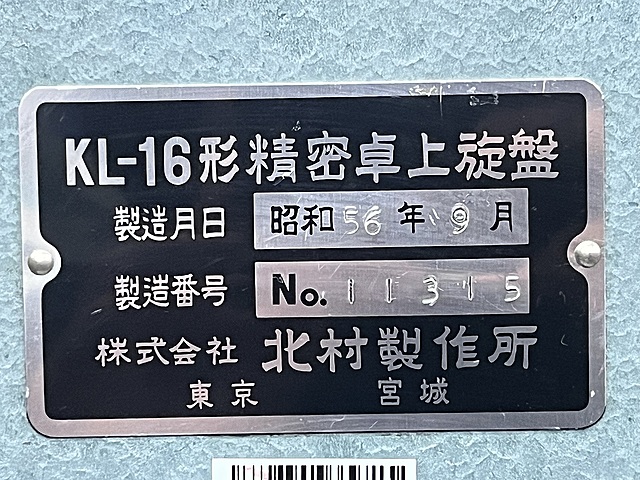 KL-16形精密卓上旋盤
製造月日 昭和56年9月
製造番号 No.11315
株式会社 北村製作所
東京 宮城